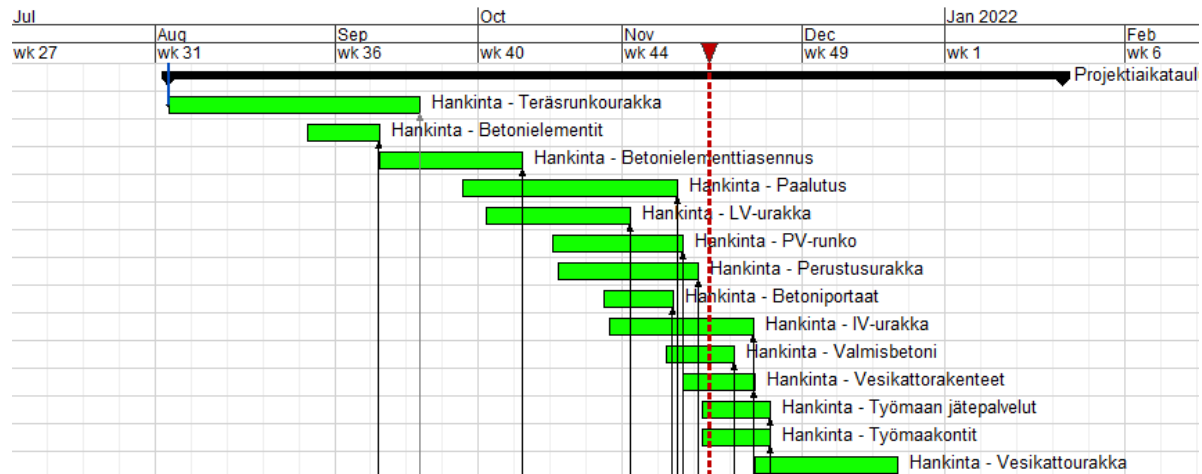 Jul Oct Jan 2022
Aug Sep Nov Dec Feb
wk 27 wk 31 wk 36 wk 40 wk 44 wk 49 wk 1 wk 6
Projektiaikataulu
Hankinta - Teräsrunkourakka
Hankinta - Betonielementit
Hankinta - Betonielementtiasennus
Hankinta - Paalutus
Hankinta - LV-urakka
Hankinta - PV-runko
Hankinta - Perustusurakka
Hankinta - Betoniportaat
Hankinta - IV-urakka
Hankinta - Valmisbetoni
Hankinta - Vesikattorakenteet
Hankinta - Työmaan jätepalvelut
Hankinta - Työmaakontit
Hankinta - Vesikattourakka